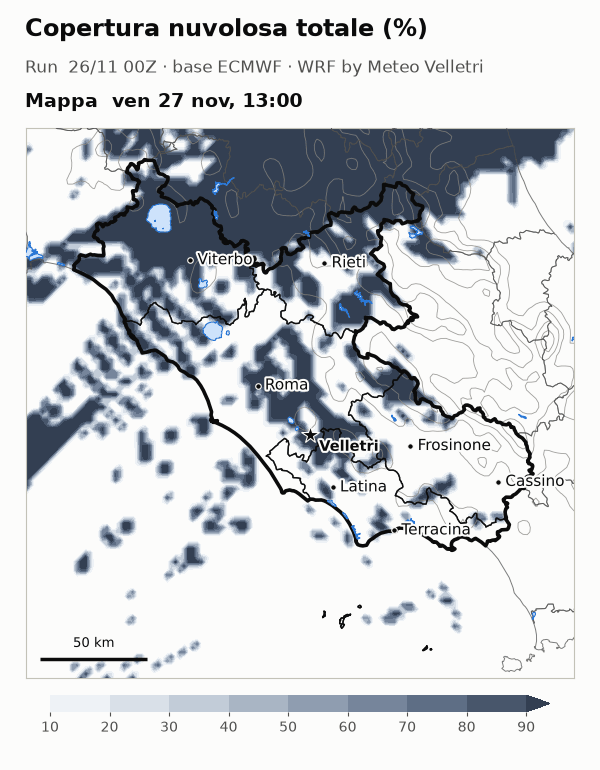 Copertura nuvolosa totale (%)
Run  26/11 00Z · base ECMWF · WRF by Meteo Velletri
Mappa  ven 27 nov, 13:00
Viterbo
Rieti
Roma
Velletri
Frosinone
Cassino
Latina
Terracina
50 km
10 20 30 40 50 60 70 80 90